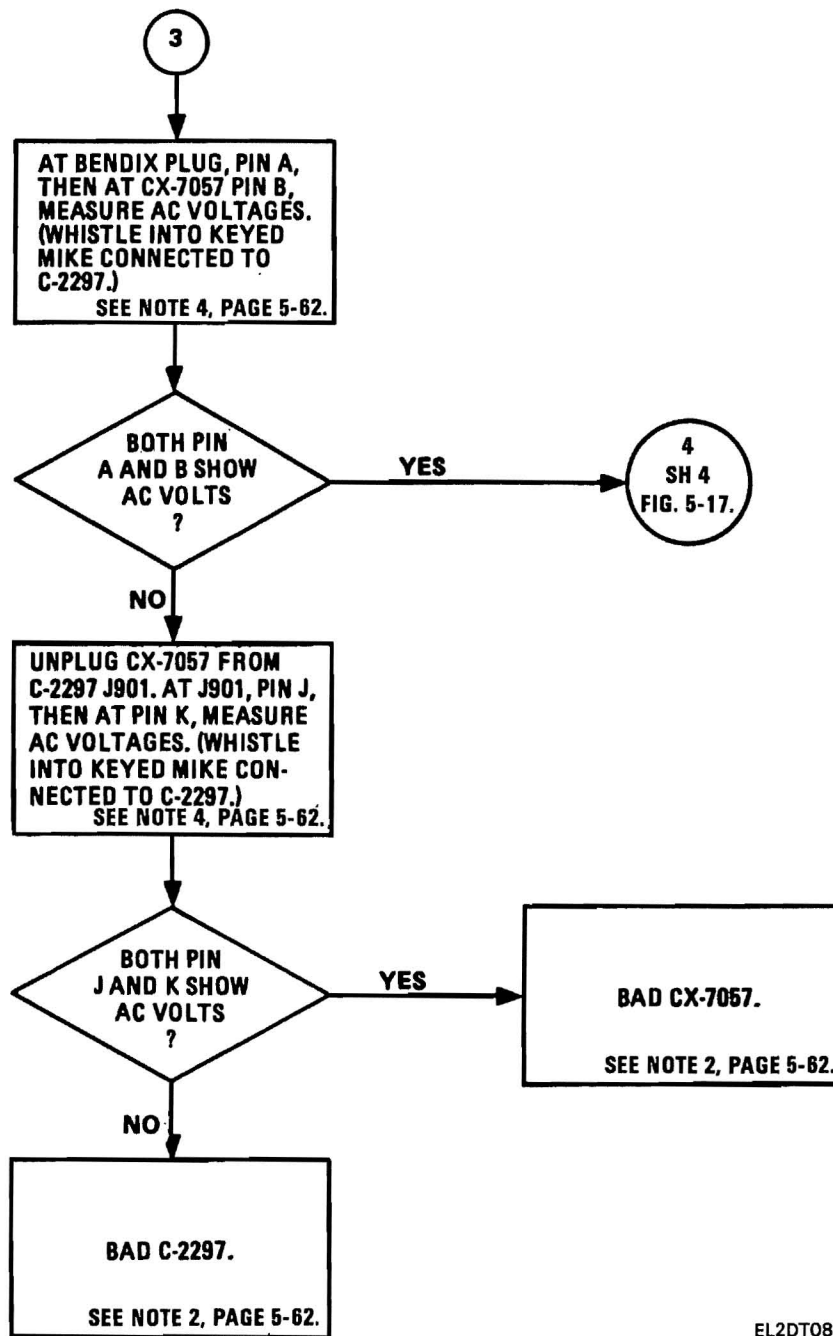 3
AT BENDIX PLUG, PIN A,
THEN AT CX-7057 PIN B,
MEASURE AC VOLTAGES.
(WHISTLE INTO KEYED
MIKE CONNECTED TO
C-2297.)
SEE NOTE 4, PAGE 5-62.
BOTH PIN
A AND B SHOW
AC VOLTS
?
YES
4
SH 4
FIG. 5-17.
NO
UNPLUG CX-7057 FROM
C-2297 J901. AT J901, PIN J,
THEN AT PIN K, MEASURE
AC VOLTAGES. (WHISTLE
INTO KEYED MIKE CON-
NECTED TO C-2297.)
SEE NOTE 4, PAGE 5-62.
BOTH PIN
J AND K SHOW
AC VOLTS
?
YES
BAD CX-7057.
SEE NOTE 2, PAGE 5-62.
NO
BAD C-2297.
SEE NOTE 2, PAGE 5-62.
EL2DT08